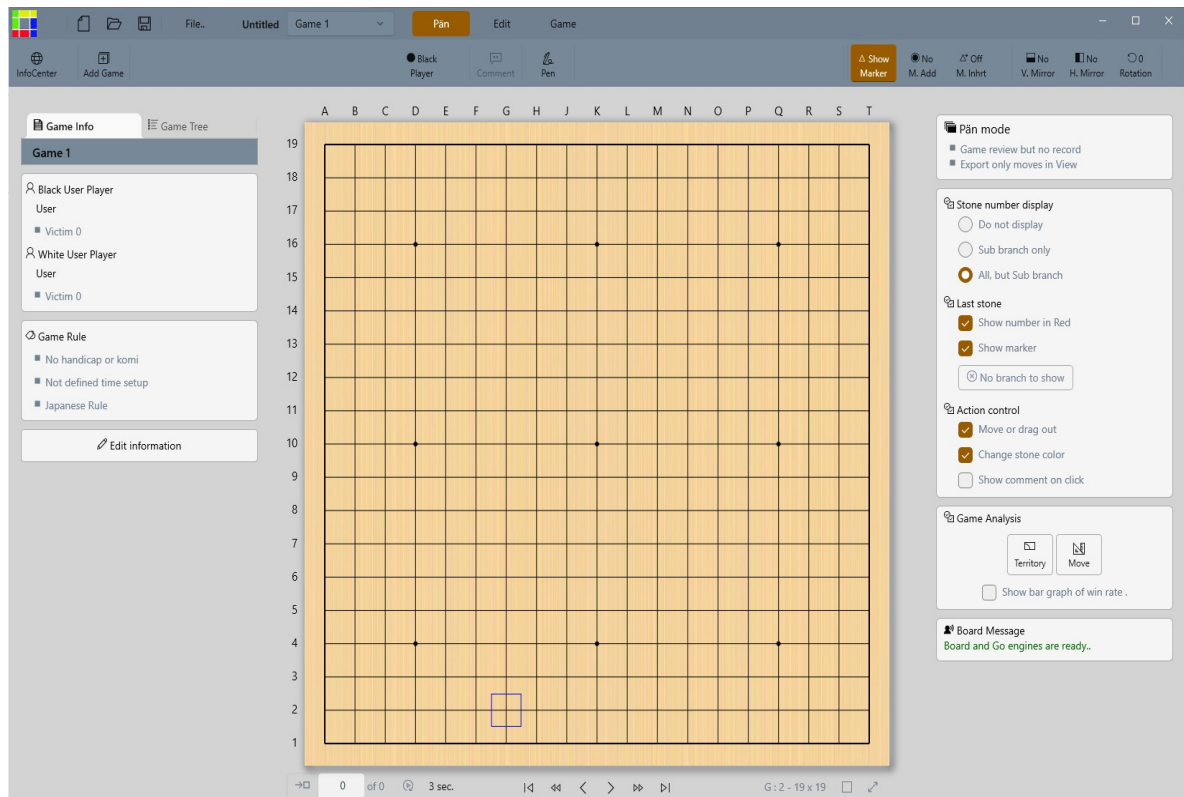 File..
Untitled
Game 1
Pän
Edit
Game
InfoCenter
Add Game
Black
Player
Comment
Pen
Show
Marker
No
M. Add
Off
M. Inhrt
No
V. Mirror
No
H. Mirror
0
Rotation
Game Info
Game Tree
Game 1
Black User Player
User
Victim 0
White User Player
User
Victim 0
Game Rule
No handicap or komi
Not defined time setup
Japanese Rule
Edit information
A B C D E F G H J K L M N O P Q R S T
19
18
17
16
15
14
13
12
11
10
9
8
7
6
5
4
3
2
1
0 of 0 3 sec.
G : 2 - 19 x 19
Pän mode
Game review but no record
Export only moves in View
Stone number display
Do not display
Sub branch only
All, but Sub branch
Last stone
Show number in Red
Show marker
No branch to show
Action control
Move or drag out
Change stone color
Show comment on click
Game Analysis
Territory
Move
Show bar graph of win rate .
Board Message
Board and Go engines are ready..